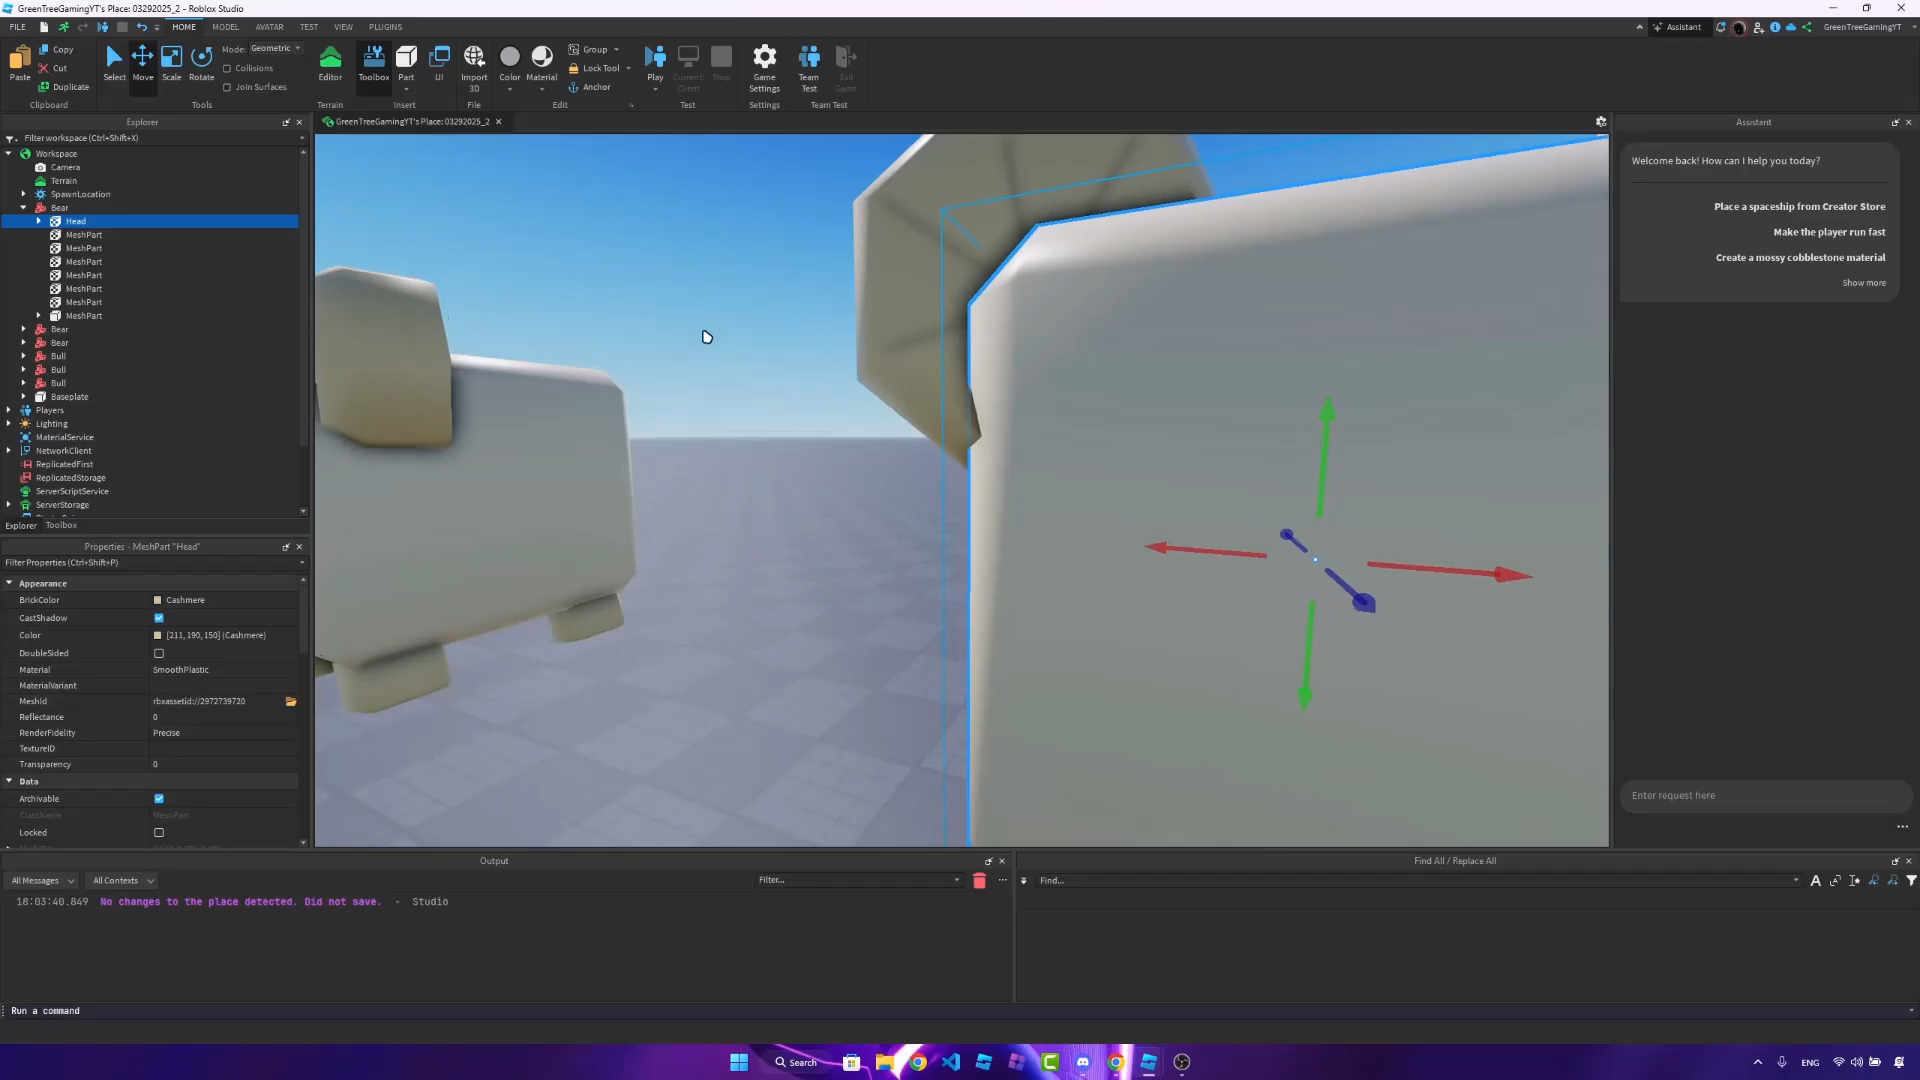 GreenTreeGamingYT's Place: 03292025_2 - Roblox Studio
FILE HOME MODEL AVATAR TEST VIEW PLUGINS Assistant GreenTreeGamingYT
Copy Mode: Geometric Group
Cut Collisions Lock Tool
Paste Select Move Scale Rotate Editor Toolbox Part UI Import 3D Color Material Play Current: Client Stop Game Settings Team Test Exit Game
Duplicate Join Surfaces Anchor
Clipboard Tools Terrain Insert File Edit Test Settings Team Test
Explorer
GreenTreeGamingYT's Place: 03292025_2
Filter workspace (Ctrl+Shift+X)
Workspace
Camera
Terrain
SpawnLocation
Bear
Head
MeshPart
MeshPart
MeshPart
MeshPart
MeshPart
MeshPart
MeshPart
Bear
Bear
Bull
Bull
Bull
Baseplate
Players
Lighting
MaterialService
NetworkClient
ReplicatedFirst
ReplicatedStorage
ServerScriptService
ServerStorage
Explorer Toolbox
Properties - MeshPart "Head"
Filter Properties (Ctrl+Shift+P)
Appearance
BrickColor Cashmere
CastShadow
Color [211, 190, 150] (Cashmere)
DoubleSided
Material SmoothPlastic
MaterialVariant
MeshId rbxassetid://2972739720
Reflectance 0
RenderFidelity Precise
TextureID
Transparency 0
Data
Archivable
ClassName MeshPart
Locked
Assistant
Welcome back! How can I help you today?
Place a spaceship from Creator Store
Make the player run fast
Create a mossy cobblestone material
Show more
Enter request here
Output
All Messages All Contexts Filter...
18:03:40.849 No changes to the place detected. Did not save. - Studio
Find All / Replace All
Find...
Run a command
Search
ENG